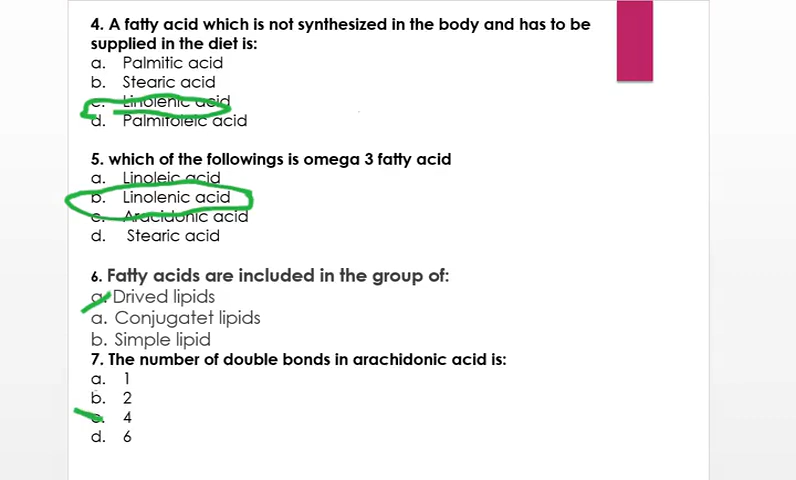 4. A fatty acid which is not synthesized in the body and has to be
supplied in the diet is:
a. Palmitic acid
b. Stearic acid
c. Linolenic acid
d. Palmitoleic acid
5. which of the followings is omega 3 fatty acid
a. Linoleic acid
b. Linolenic acid
c. Aracidonic acid
d. Stearic acid
6. Fatty acids are included in the group of:
a. Drived lipids
a. Conjugatet lipids
b. Simple lipid
7. The number of double bonds in arachidonic acid is:
a. 1
b. 2
c. 4
d. 6